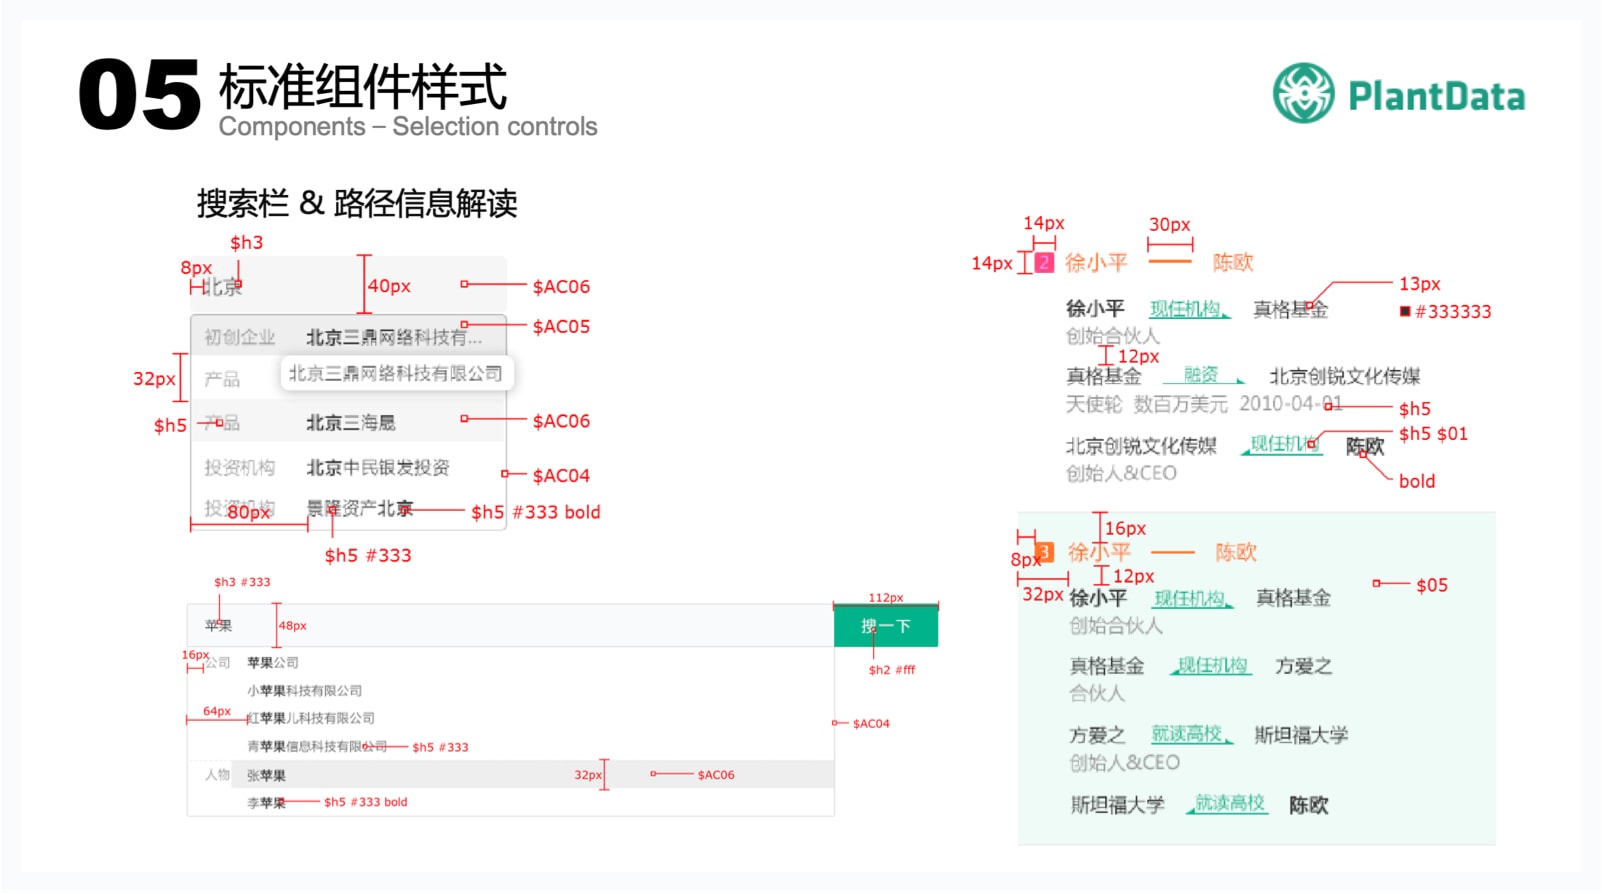 05 标准组件样式
Components – Selection controls
PlantData
搜索栏 & 路径信息解读
$h3
8px
北京
40px
$AC06
初创企业 北京三鼎网络科技有...
$AC05
北京三鼎网络科技有限公司
32px
产品
$h5
产品 北京三海晟
$AC06
投资机构 北京中民银发投资
$AC04
投资机构 景隆资产北京
80px
$h5 #333 bold
$h5 #333
$h3 #333
苹果
48px
112px
搜一下
$h2 #fff
16px
公司 苹果公司
小苹果科技有限公司
64px
红苹果儿科技有限公司
$AC04
青苹果信息科技有限公司
$h5 #333
人物 张苹果
32px
$AC06
李苹果
$h5 #333 bold
14px
30px
14px
2 徐小平 陈欧
13px
徐小平 现任机构 真格基金
#333333
创始合伙人
12px
真格基金 融资 北京创锐文化传媒
天使轮 数百万美元 2010-04-01
$h5
$h5 $01
北京创锐文化传媒 现任机构 陈欧
创始人&CEO
bold
16px
8px
3 徐小平 陈欧
12px
32px
$05
徐小平 现任机构 真格基金
创始合伙人
真格基金 现任机构 方爱之
合伙人
方爱之 就读高校 斯坦福大学
创始人&CEO
斯坦福大学 就读高校 陈欧